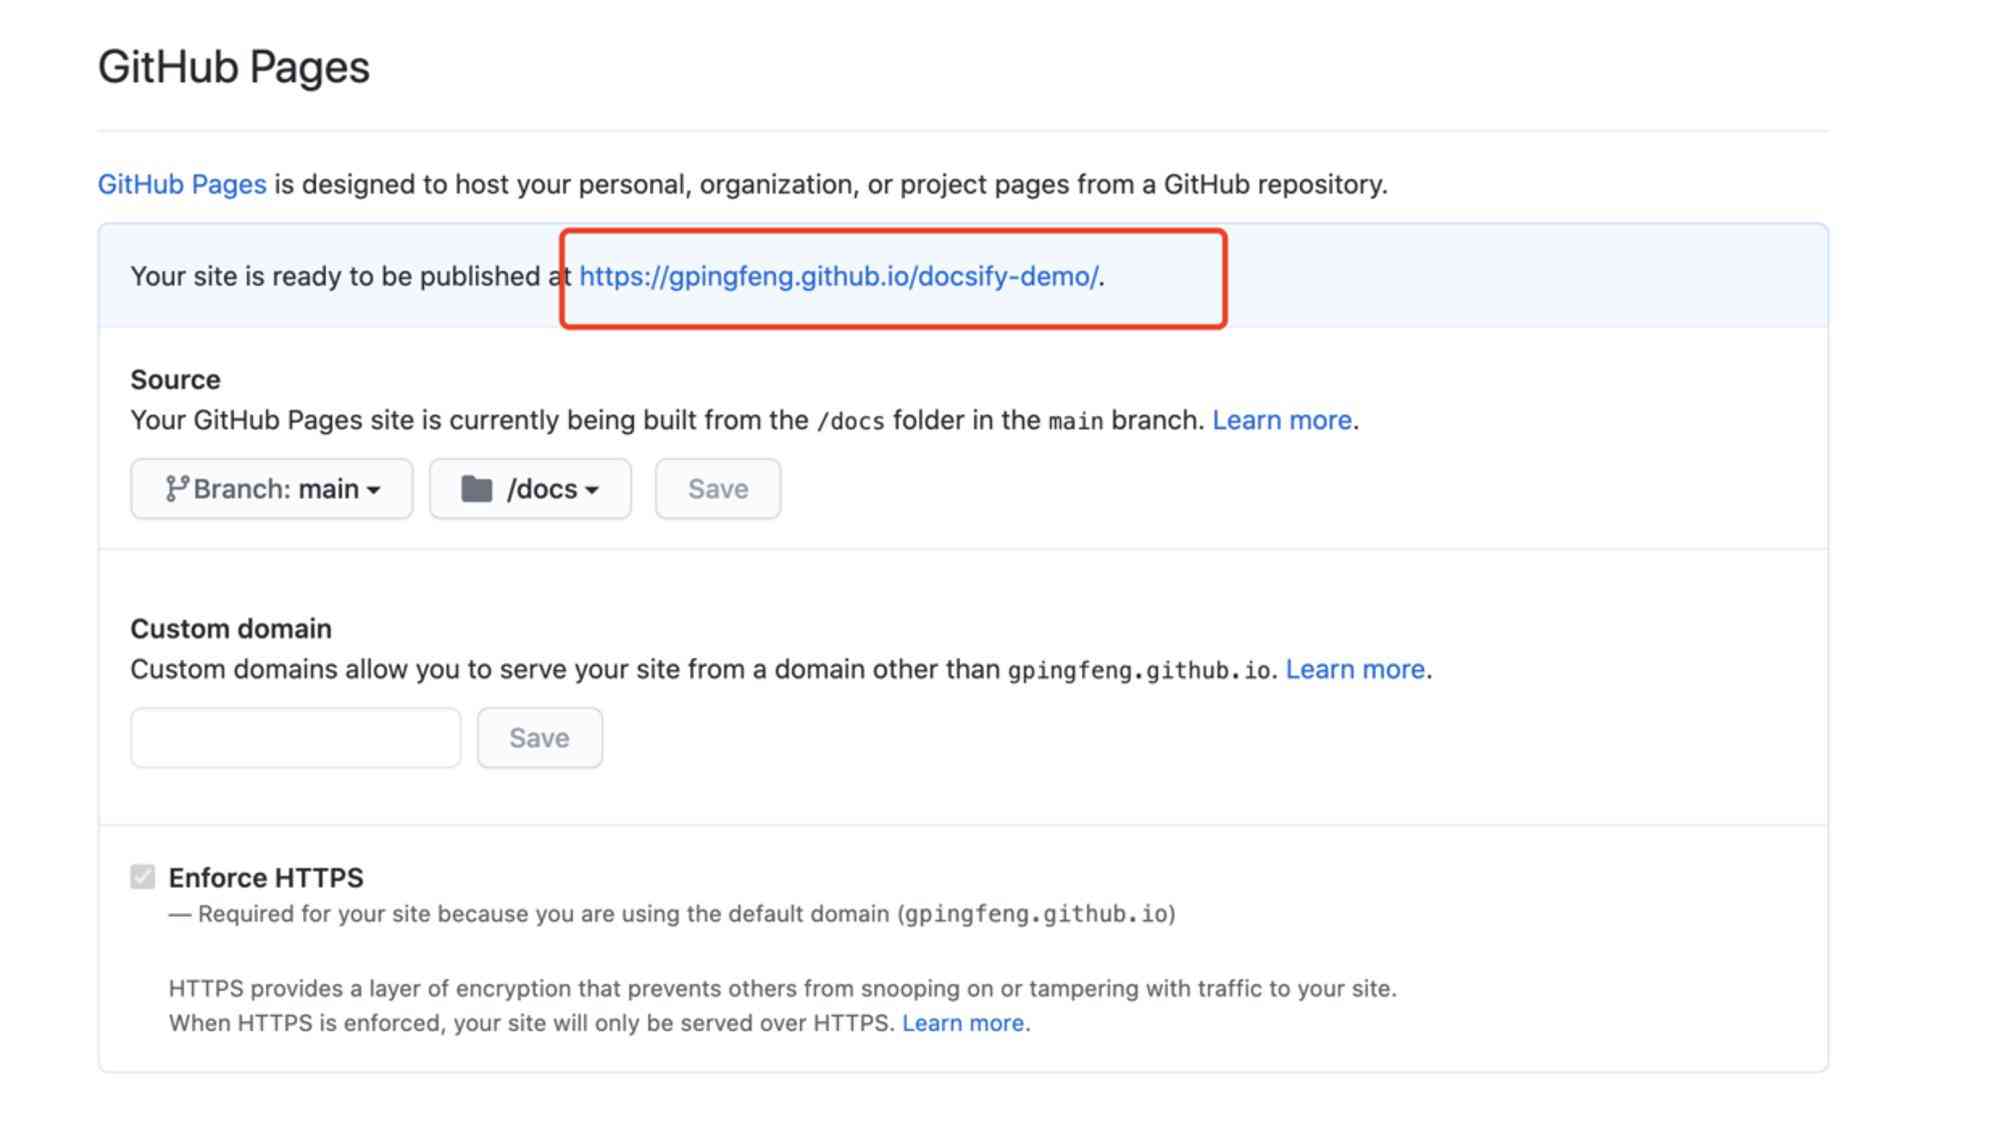 GitHub Pages
GitHub Pages is designed to host your personal, organization, or project pages from a GitHub repository.
Your site is ready to be published at https://gpingfeng.github.io/docsify-demo/.
Source
Your GitHub Pages site is currently being built from the /docs folder in the main branch. Learn more.
Branch: main /docs Save
Custom domain
Custom domains allow you to serve your site from a domain other than gpingfeng.github.io. Learn more.
Save
Enforce HTTPS
— Required for your site because you are using the default domain (gpingfeng.github.io)
HTTPS provides a layer of encryption that prevents others from snooping on or tampering with traffic to your site.
When HTTPS is enforced, your site will only be served over HTTPS. Learn more.